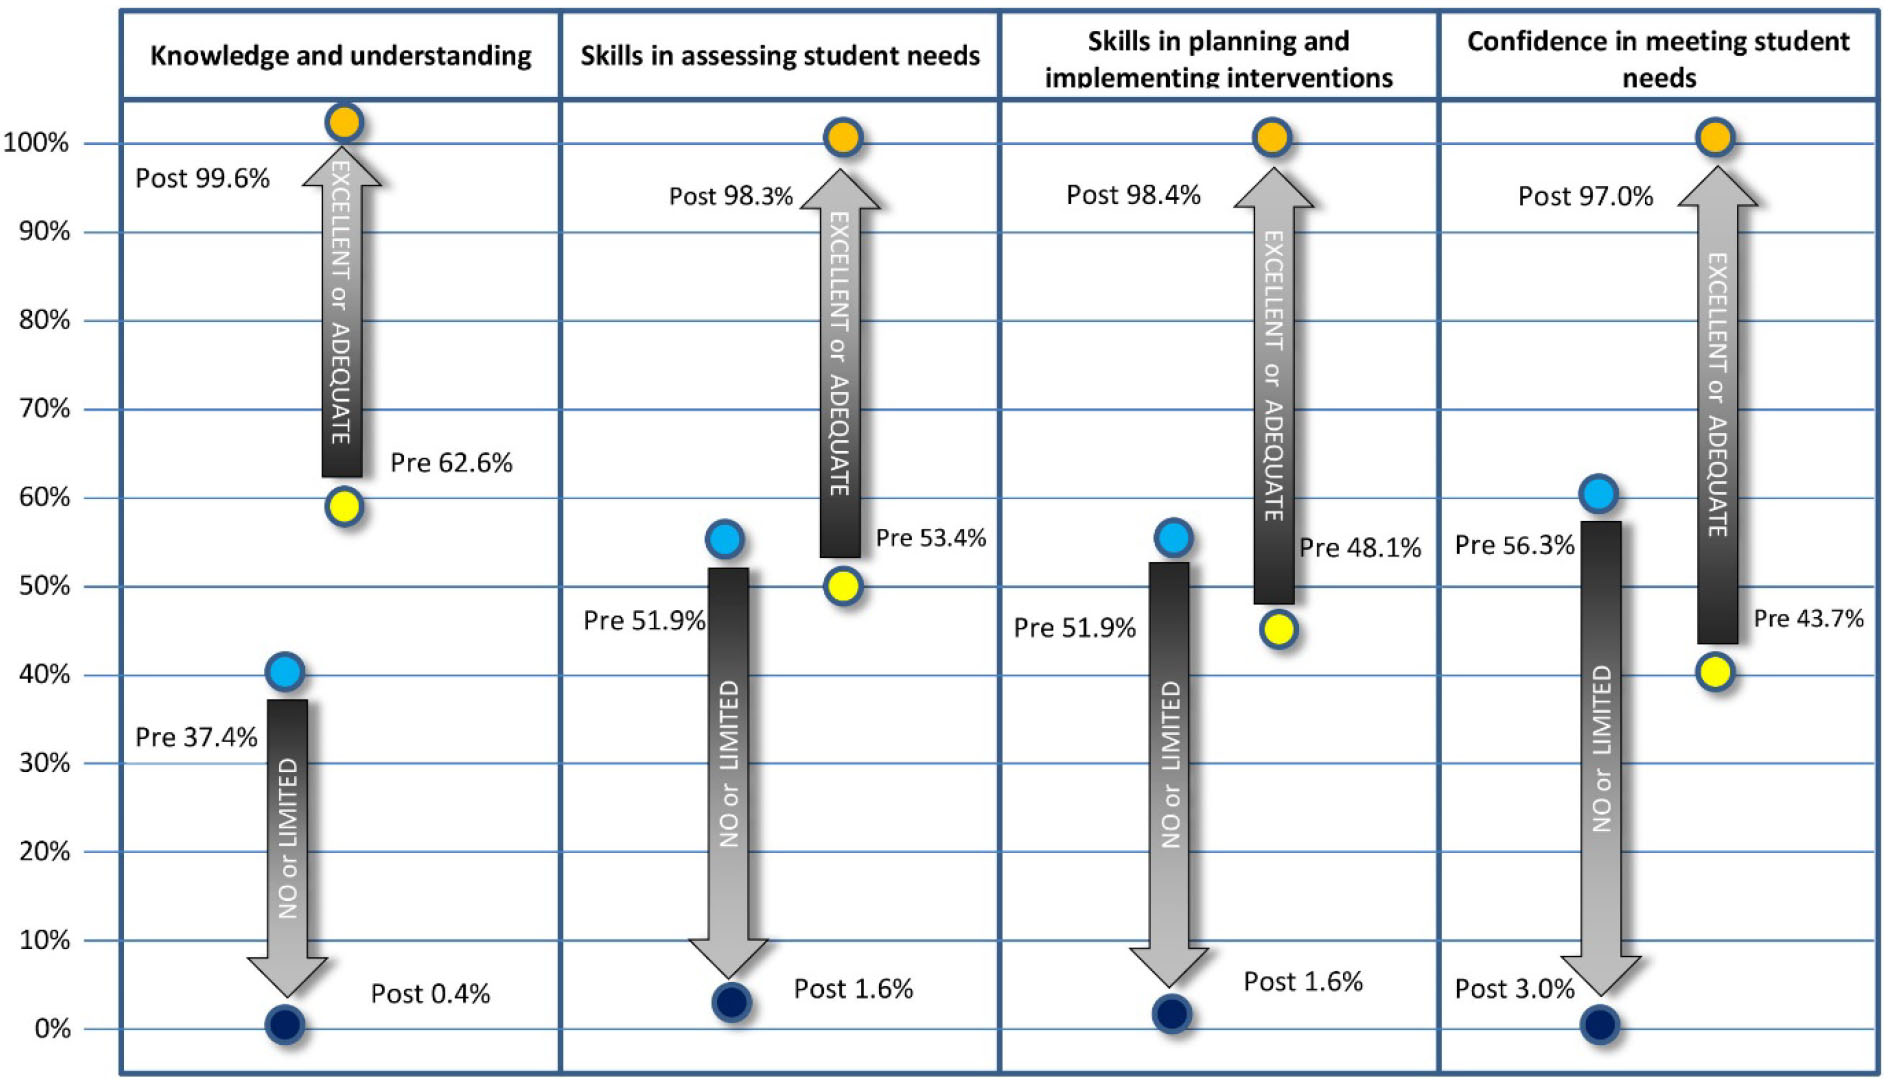 Knowledge and understanding
Skills in assessing student needs
Skills in planning and
implementing interventions
Confidence in meeting student
needs
100%
90%
80%
70%
60%
50%
40%
30%
20%
10%
0%
Post 99.6%
EXCELLENT or ADEQUATE
Pre 62.6%
Pre 37.4%
NO or LIMITED
Post 0.4%
Post 98.3%
EXCELLENT or ADEQUATE
Pre 53.4%
Pre 51.9%
NO or LIMITED
Post 1.6%
Post 98.4%
EXCELLENT or ADEQUATE
Pre 48.1%
Pre 51.9%
NO or LIMITED
Post 1.6%
Post 97.0%
EXCELLENT or ADEQUATE
Pre 56.3%
Pre 43.7%
NO or LIMITED
Post 3.0%